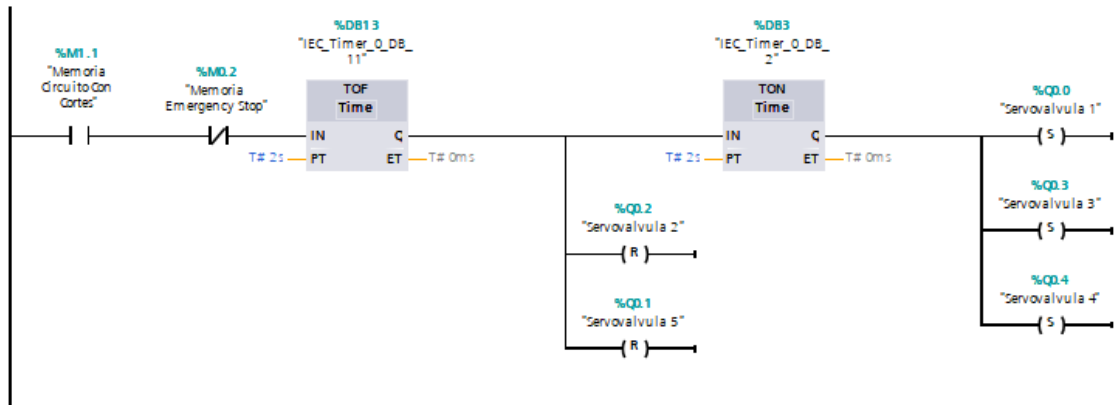 %DB13
"IEC_Timer_0_DB_
11"
%DB3
"IEC_Timer_0_DB_
2"
%M1.1
"Memoria
Circuito Con
Cortes"
%M0.2
"Memoria
Emergency Stop"
TOF
Time
TON
Time
%Q0.0
"Servovalvula 1"
IN Q
IN Q
S
T# 2s PT ET T# 0ms
T# 2s PT ET T# 0ms
%Q0.3
"Servovalvula 3"
S
%Q0.2
"Servovalvula 2"
R
%Q0.4
"Servovalvula 4"
S
%Q0.1
"Servovalvula 5"
R